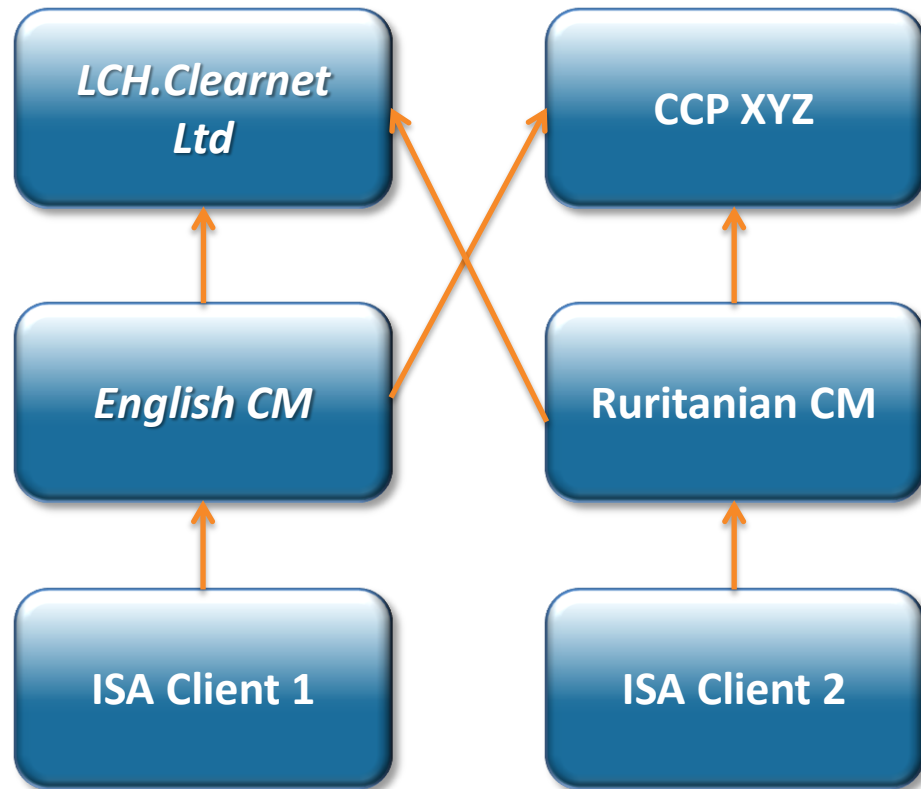 LCH.Clearnet
Ltd
CCP XYZ
English CM
Ruritanian CM
ISA Client 1
ISA Client 2